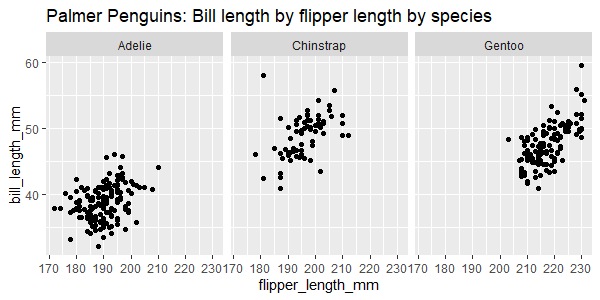 Palmer Penguins: Bill length by flipper length by species
Adelie Chinstrap Gentoo
60
50
40
bill_length_mm
170 180 190 200 210 220 230 170 180 190 200 210 220 230 170 180 190 200 210 220 230
flipper_length_mm